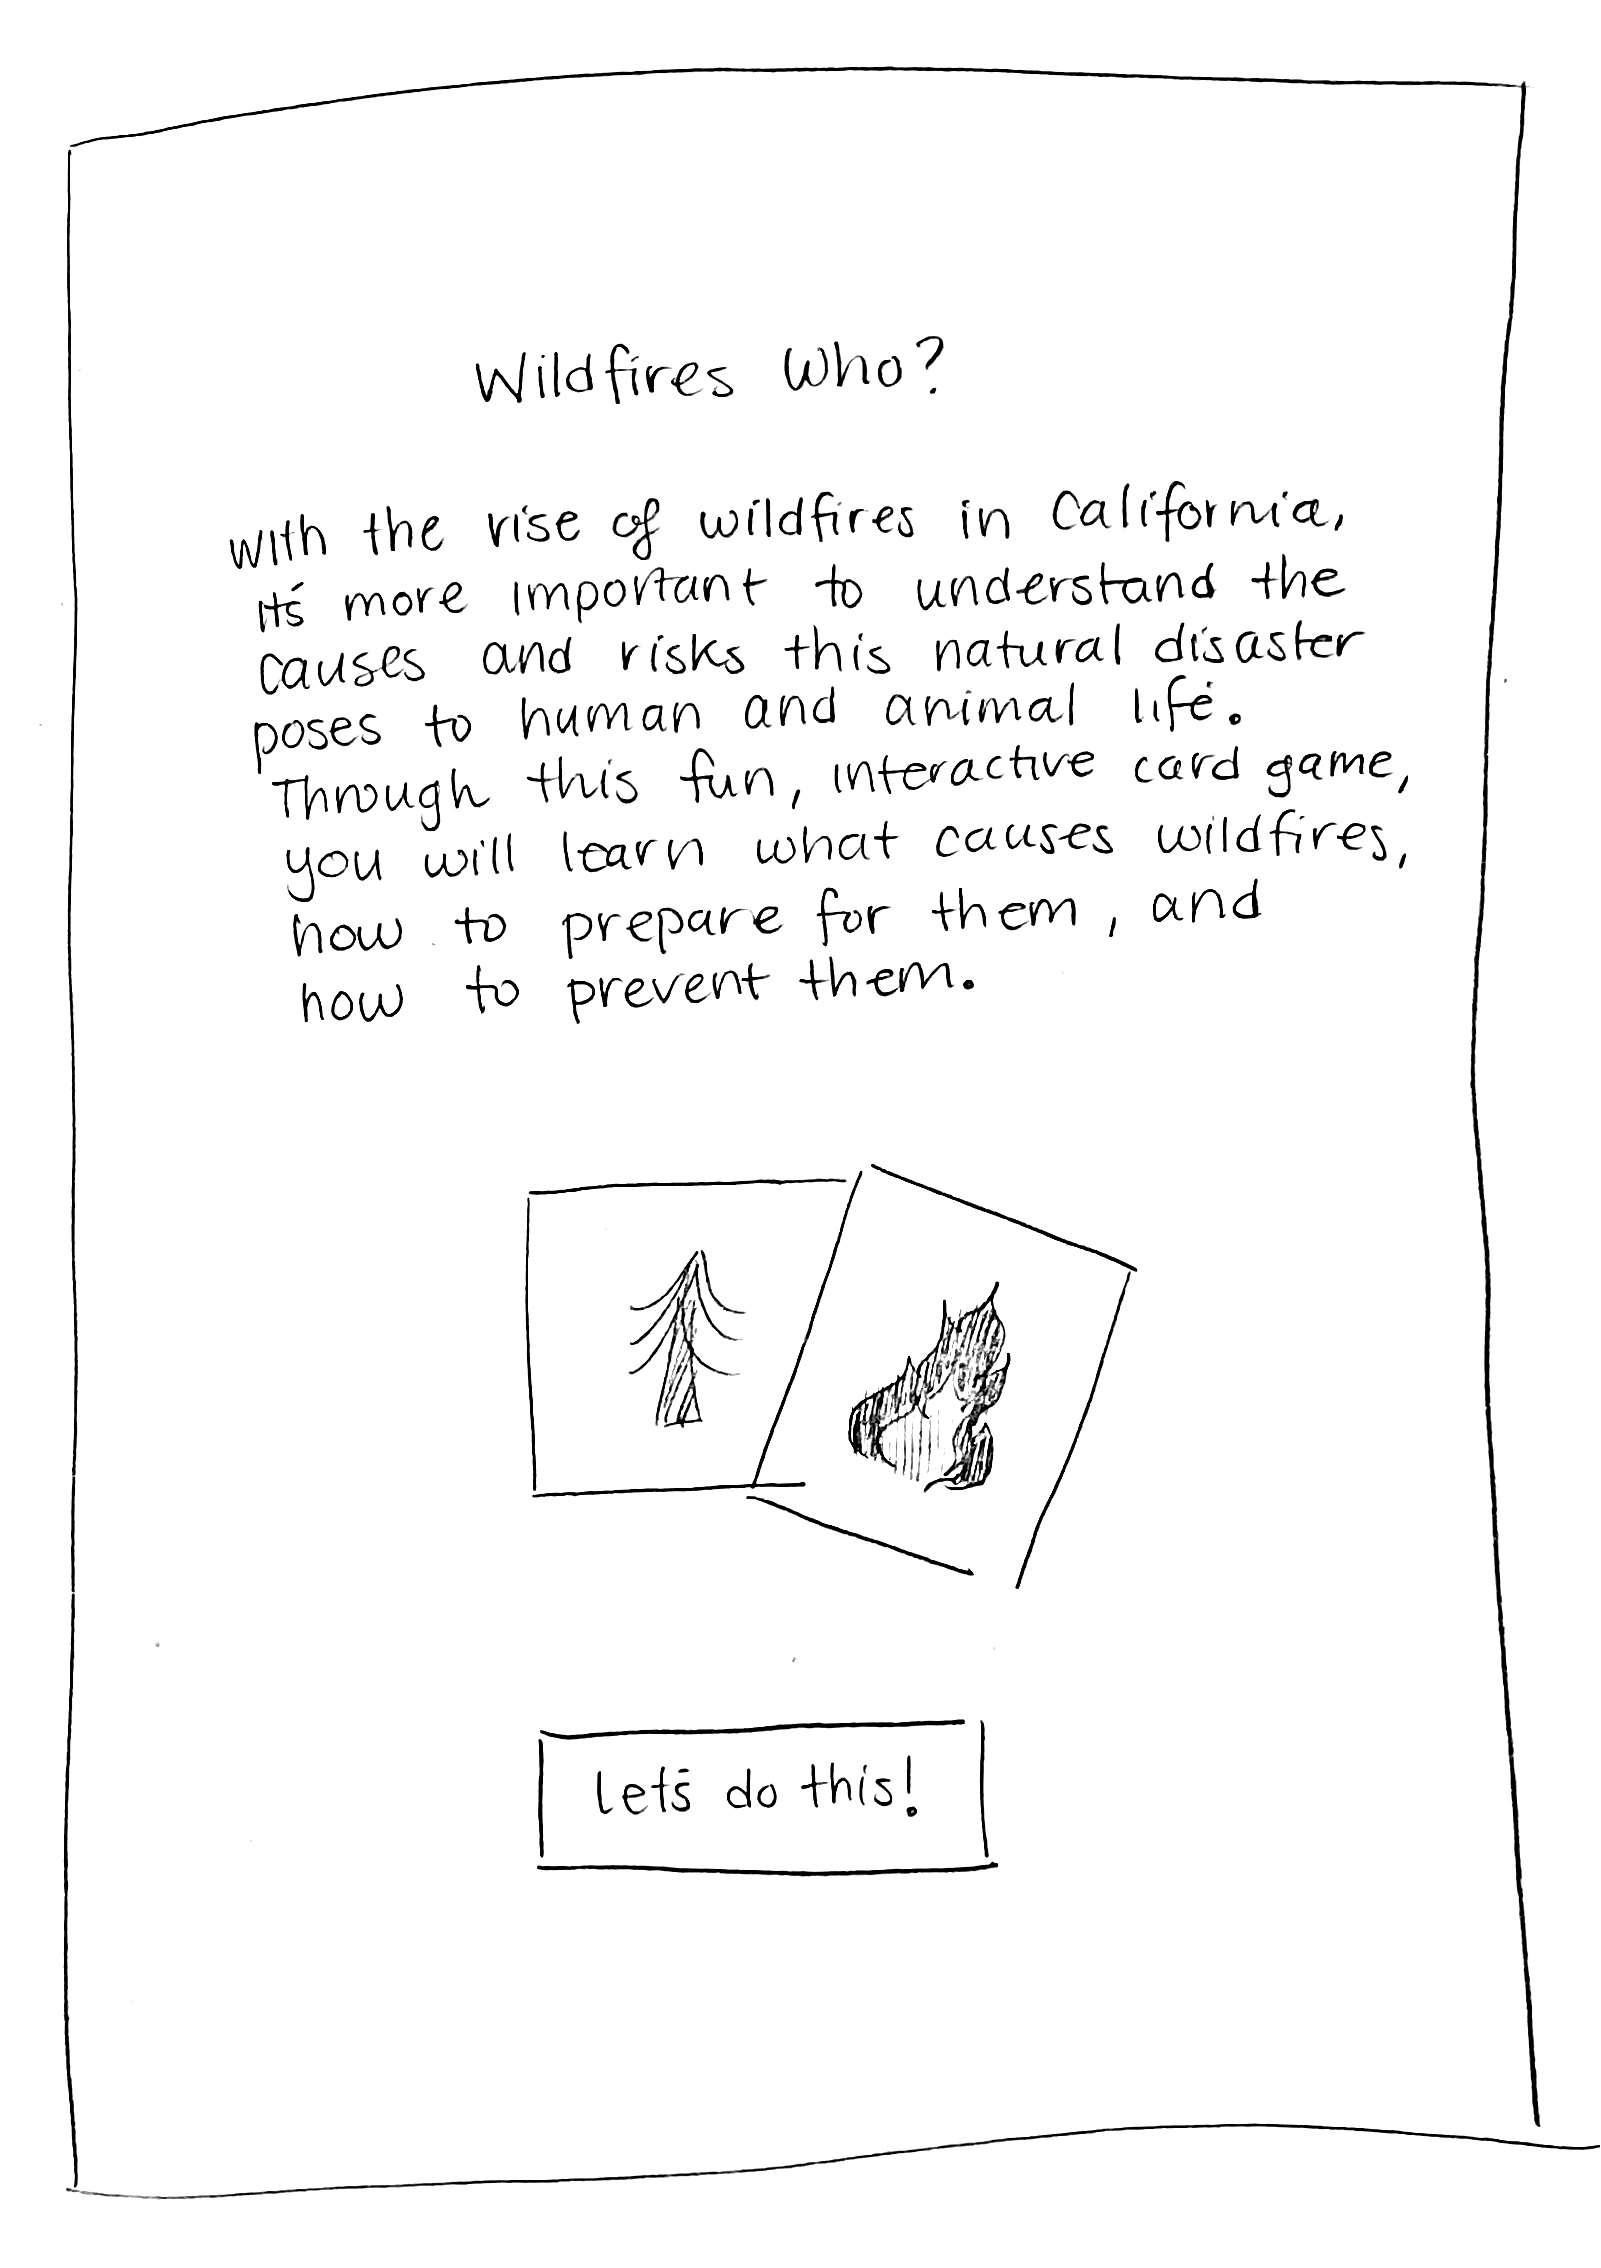 Wildfires Who?
With the rise of wildfires in California,
it's more important to understand the
causes and risks this natural disaster
poses to human and animal life.
Through this fun, interactive card game,
you will learn what causes wildfires,
how to prepare for them, and
how to prevent them.
Let's do this!